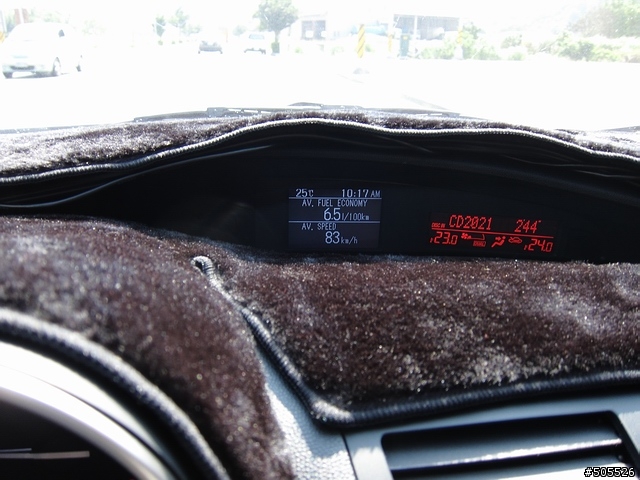 25℃ 10:17 AM
AV. FUEL ECONOMY
6.5 l/100km
AV. SPEED
83 km/h
CD2021 244"
23.0 24.0
#505526